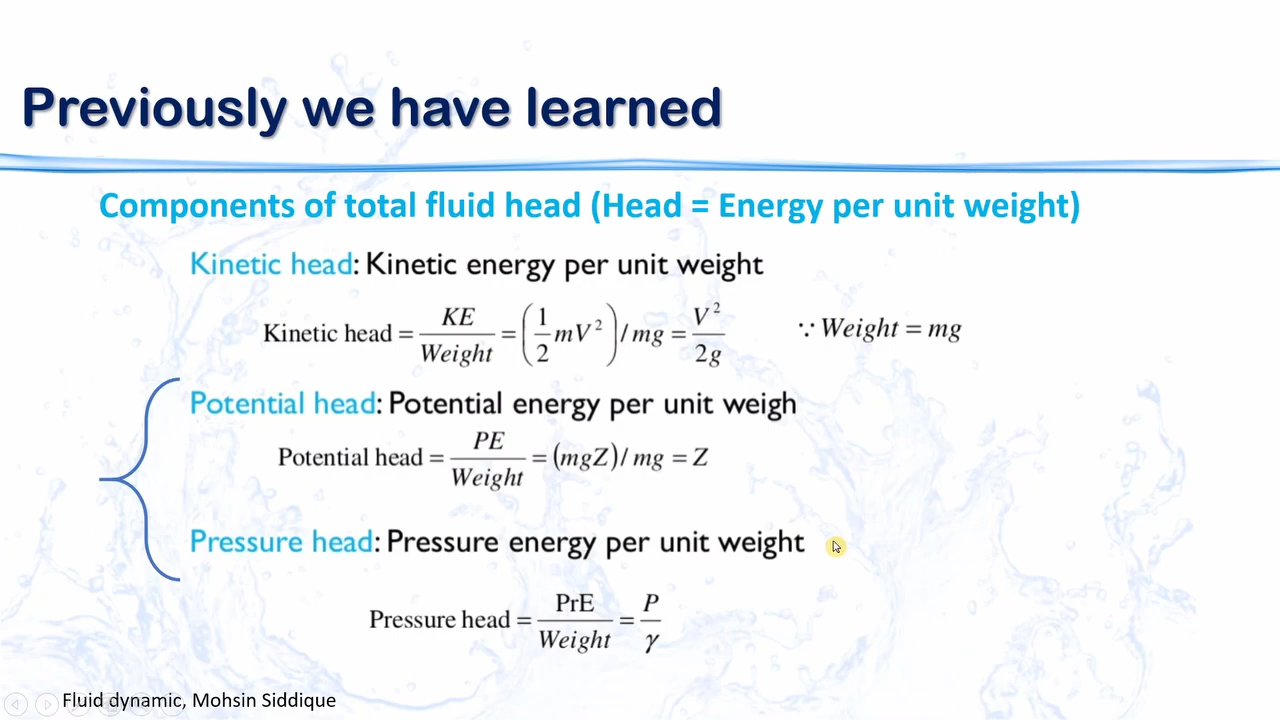 Previously we have learned
Components of total fluid head (Head = Energy per unit weight)
Kinetic head: Kinetic energy per unit weight
Kinetic head = KE / Weight = (1/2 mV²) / mg = V² / 2g ∵ Weight = mg
Potential head: Potential energy per unit weigh
Potential head = PE / Weight = (mgZ) / mg = Z
Pressure head: Pressure energy per unit weight
Pressure head = PrE / Weight = P / γ
Fluid dynamic, Mohsin Siddique